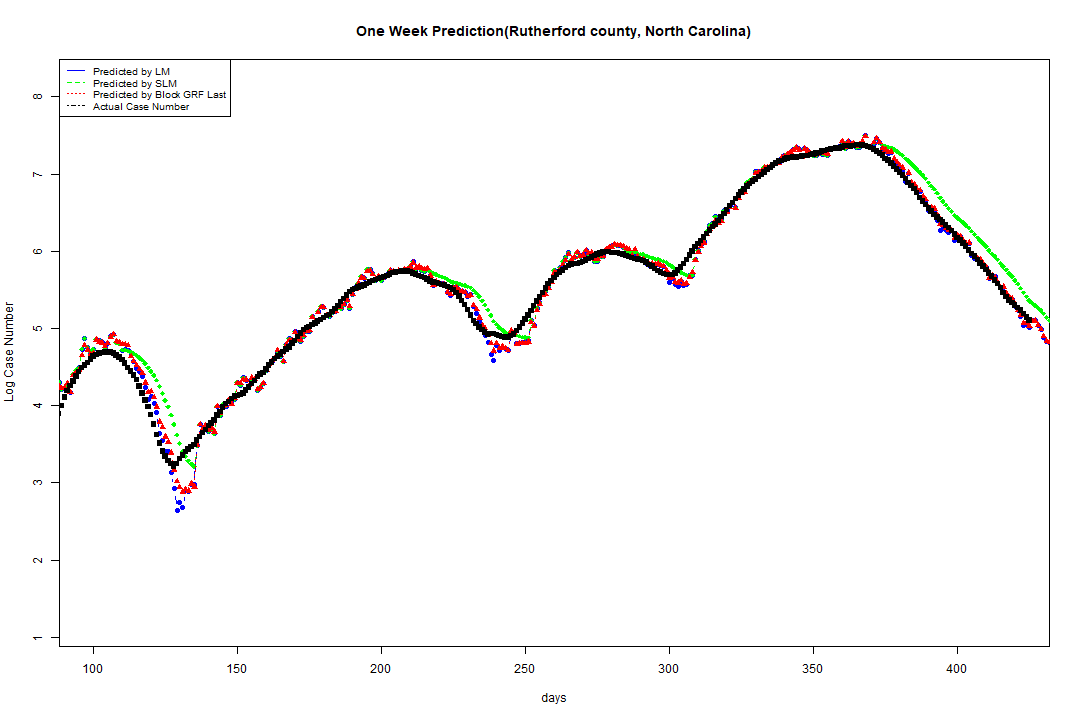 One Week Prediction(Rutherford county, North Carolina)
Predicted by LM
Predicted by SLM
Predicted by Block GRF Last
Actual Case Number
8
7
6
5
4
3
2
1
Log Case Number
100 150 200 250 300 350 400
days